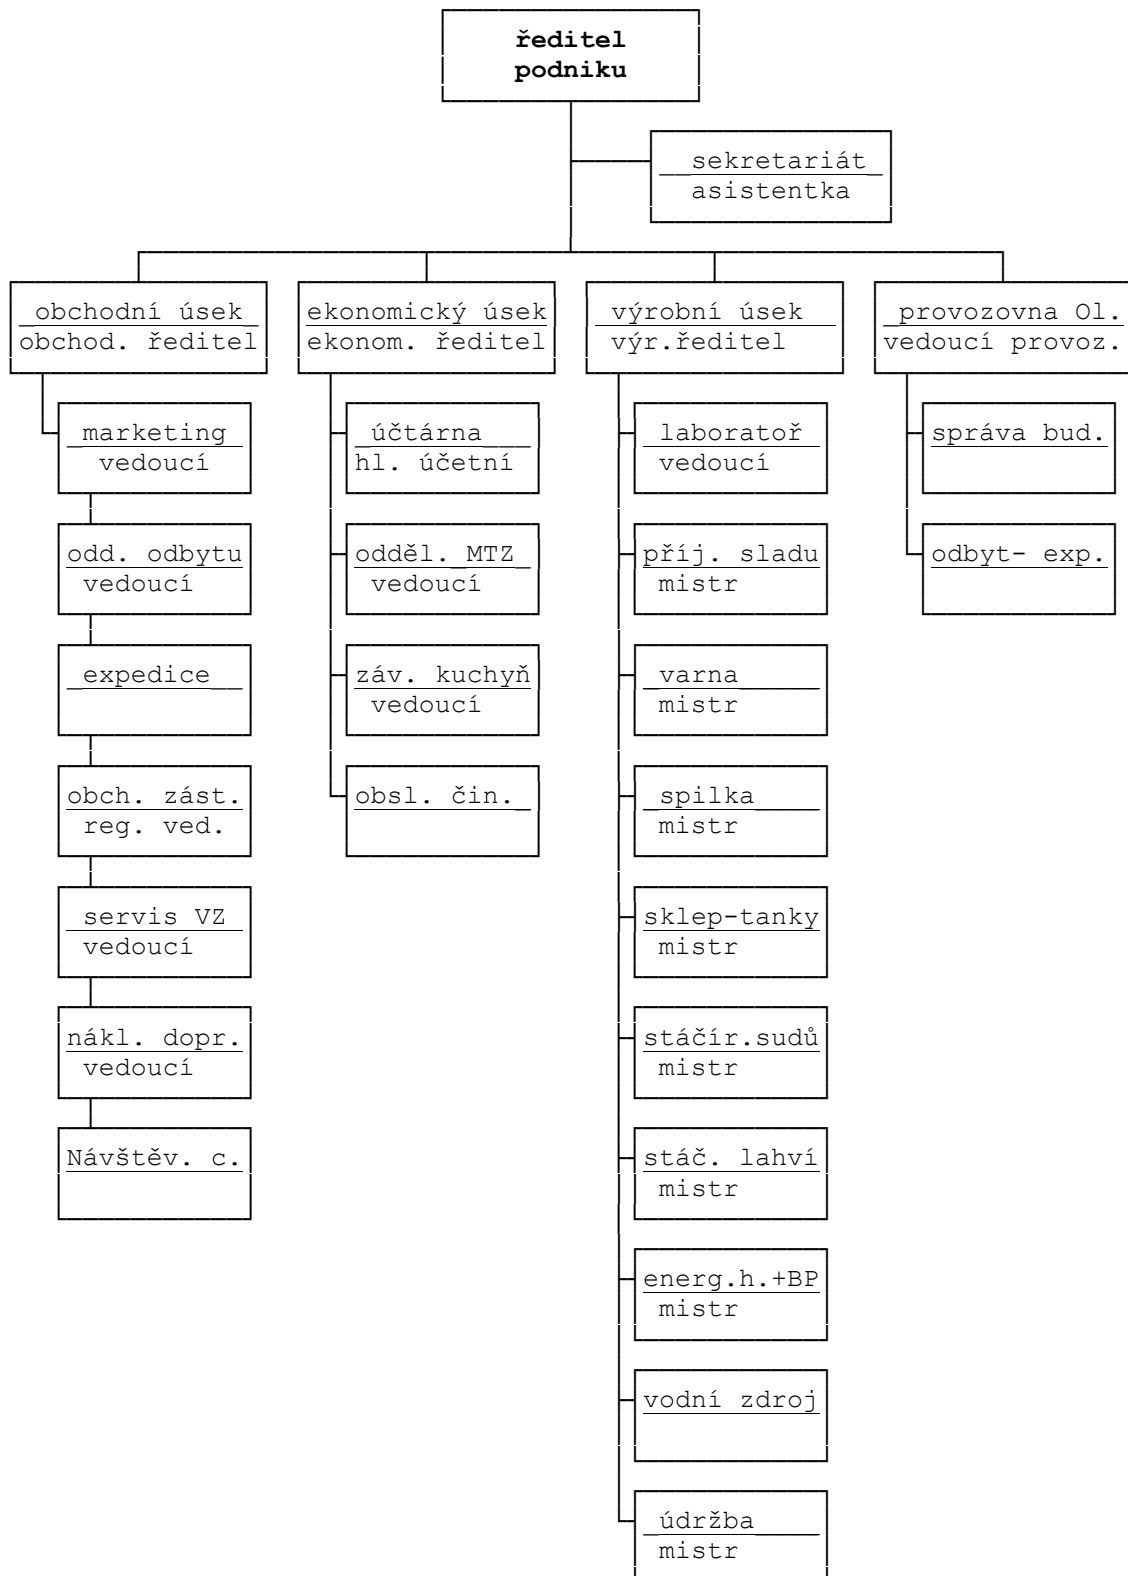 ředitel
podniku
sekretariát
asistentka
obchodní úsek
obchod. ředitel
ekonomický úsek
ekonom. ředitel
výrobní úsek
výr.ředitel
provozovna Ol.
vedoucí provoz.
marketing
vedoucí
odd. odbytu
vedoucí
expedice
obch. zást.
reg. ved.
servis VZ
vedoucí
nákl. dopr.
vedoucí
Návštěv. c.
účtárna
hl. účetní
odděl. MTZ
vedoucí
záv. kuchyň
vedoucí
obsl. čin.
laboratoř
vedoucí
příj. sladu
mistr
varna
mistr
spilka
mistr
sklep-tanky
mistr
stáčír.sudů
mistr
stáč. lahví
mistr
energ.h.+BP
mistr
vodní zdroj
údržba
mistr
správa bud.
odbyt- exp.